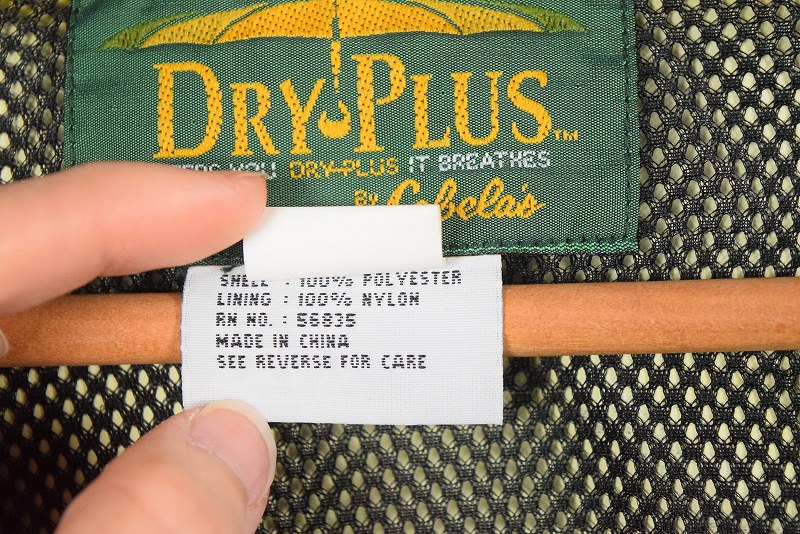 DRY PLUS™
YOU DRY-PLUS IT BREATHES
BY Cabela's
SHELL : 100% POLYESTER
LINING : 100% NYLON
RN NO. : 56835
MADE IN CHINA
SEE REVERSE FOR CARE